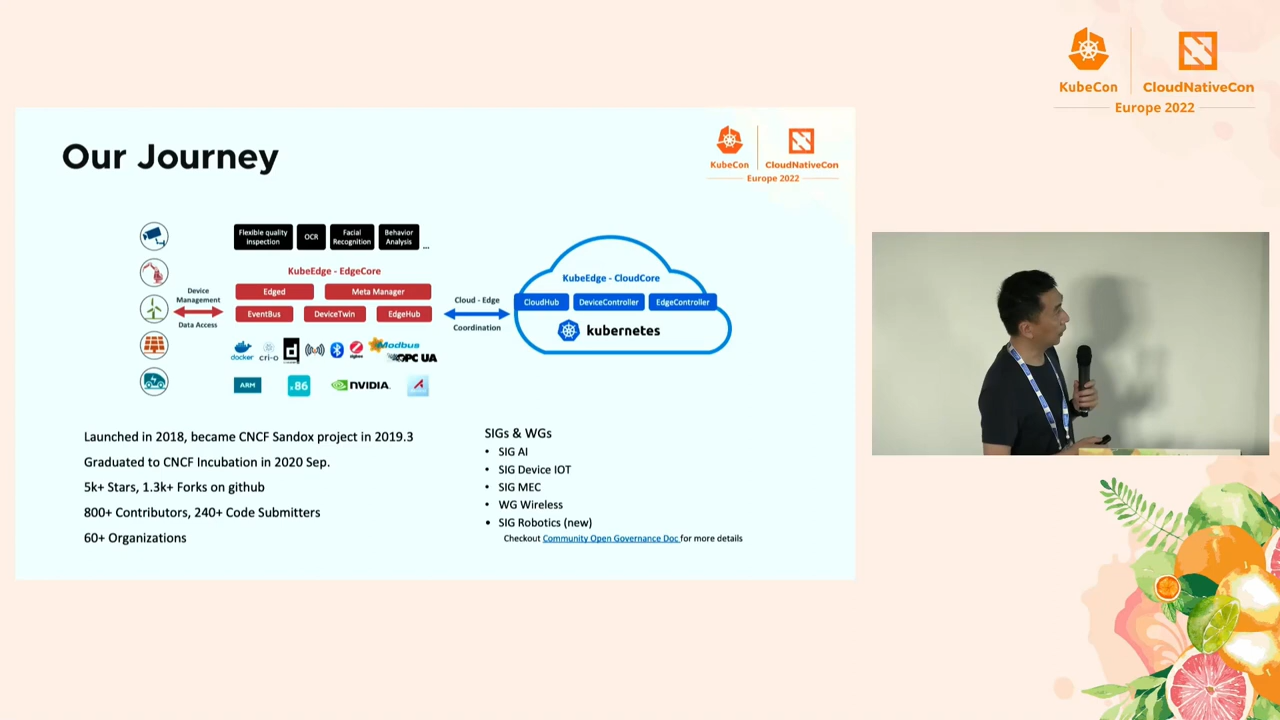 KubeCon
CloudNativeCon
Europe 2022
Our Journey
KubeCon
CloudNativeCon
Europe 2022
Flexible quality
inspection
OCR
Facial
Recognition
Behavior
Analysis
...
KubeEdge - EdgeCore
Edged
Meta Manager
EventBus
DeviceTwin
EdgeHub
Device
Management
Data Access
docker
cri-o
Modbus
OPC UA
ARM
x86
NVIDIA
Cloud - Edge
Coordination
KubeEdge - CloudCore
CloudHub
DeviceController
EdgeController
kubernetes
Launched in 2018, became CNCF Sandox project in 2019.3
Graduated to CNCF Incubation in 2020 Sep.
5k+ Stars, 1.3k+ Forks on github
800+ Contributors, 240+ Code Submitters
60+ Organizations
SIGs & WGs
• SIG AI
• SIG Device IOT
• SIG MEC
• WG Wireless
• SIG Robotics (new)
Checkout Community Open Governance Doc for more details